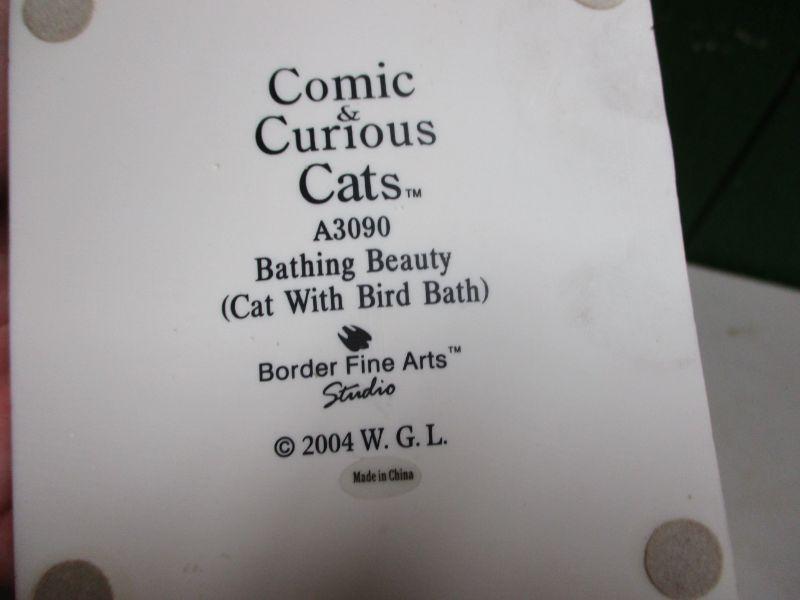 Comic
&
Curious
Cats™
A3090
Bathing Beauty
(Cat With Bird Bath)
Border Fine Arts™
Studio
© 2004 W. G. L.
Made in China